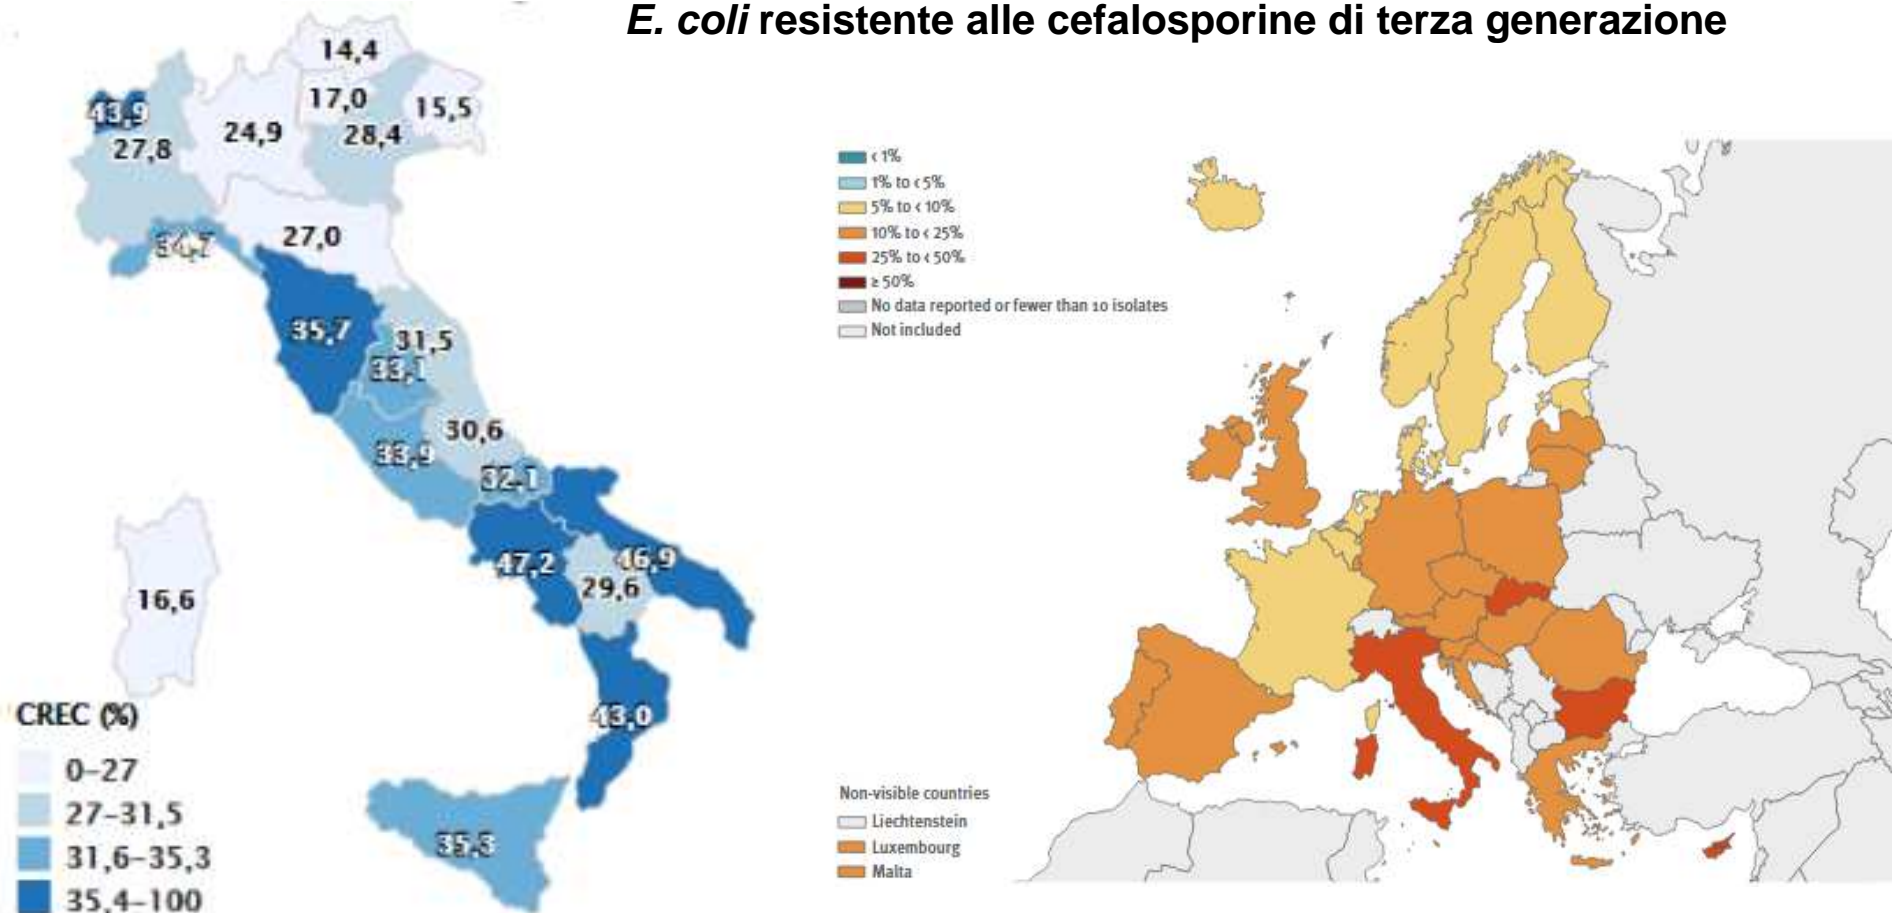 E. coli resistente alle cefalosporine di terza generazione
14,4
43,9
17,0
15,5
24,9
28,4
27,8
34,7
27,0
35,7
31,5
33,1
30,6
33,9
32,1
47,2
46,9
29,6
16,6
43,0
35,3
CREC (%)
0–27
27–31,5
31,6–35,3
35,4–100
< 1%
1% to < 5%
5% to < 10%
10% to < 25%
25% to < 50%
≥ 50%
No data reported or fewer than 10 isolates
Not included
Non-visible countries
Liechtenstein
Luxembourg
Malta